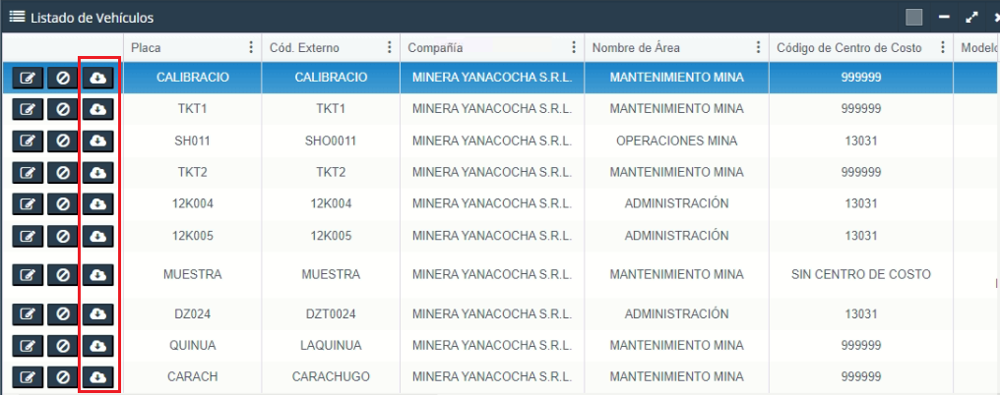 Listado de Vehículos
Placa Cód. Externo Compañía Nombre de Área Código de Centro de Costo Modelo
CALIBRACIO CALIBRACIO MINERA YANACOCHA S.R.L. MANTENIMIENTO MINA 999999
TKT1 TKT1 MINERA YANACOCHA S.R.L. MANTENIMIENTO MINA 999999
SH011 SHO0011 MINERA YANACOCHA S.R.L. OPERACIONES MINA 13031
TKT2 TKT2 MINERA YANACOCHA S.R.L. MANTENIMIENTO MINA 999999
12K004 12K004 MINERA YANACOCHA S.R.L. ADMINISTRACIÓN 13031
12K005 12K005 MINERA YANACOCHA S.R.L. ADMINISTRACIÓN 13031
MUESTRA MUESTRA MINERA YANACOCHA S.R.L. MANTENIMIENTO MINA SIN CENTRO DE COSTO
DZ024 DZT0024 MINERA YANACOCHA S.R.L. ADMINISTRACIÓN 13031
QUINUA LAQUINUA MINERA YANACOCHA S.R.L. MANTENIMIENTO MINA 999999
CARACH CARACHUGO MINERA YANACOCHA S.R.L. MANTENIMIENTO MINA 999999